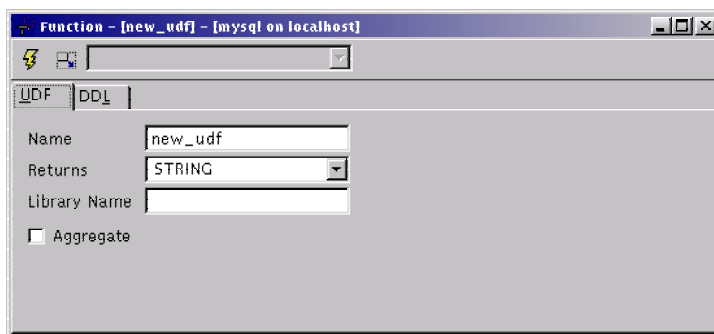 Function - [new_udf] - [mysql on localhost]
UDF DDL
Name new_udf
Returns STRING
Library Name
Aggregate